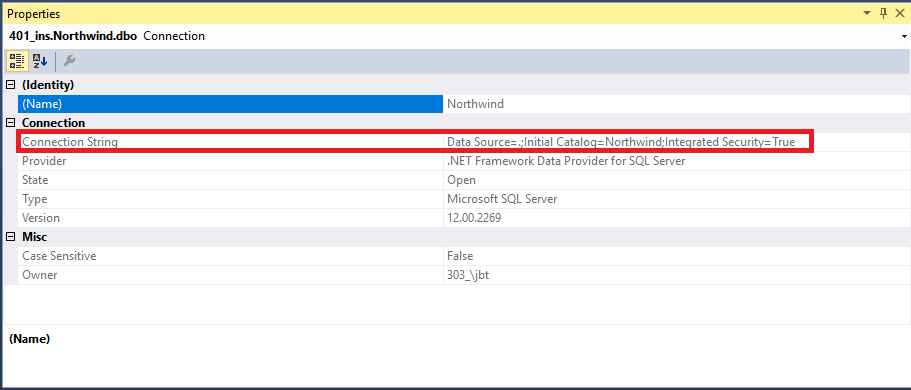 Properties
401_ins.Northwind.dbo Connection
(Identity)
(Name) Northwind
Connection
Connection String Data Source=.;Initial Catalog=Northwind;Integrated Security=True
Provider .NET Framework Data Provider for SQL Server
State Open
Type Microsoft SQL Server
Version 12.00.2269
Misc
Case Sensitive False
Owner 303_\jbt
(Name)